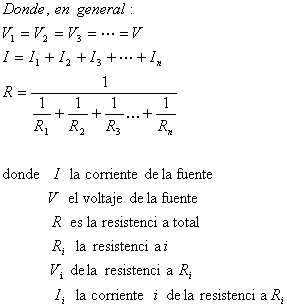 Donde, en general :
V₁ = V₂ = V₃ = ⋯ = V
I = I₁ + I₂ + I₃ + ⋯ + Iₙ
R = 1 / (1/R₁ + 1/R₂ + 1/R₃ ⋯ + 1/Rₙ)
donde I la corriente de la fuente
V el voltaje de la fuente
R es la resistenci a total
Rᵢ la resistenci a i
Vᵢ de la resistenci a Rᵢ
Iᵢ la corriente i de la resistenci a Rᵢ